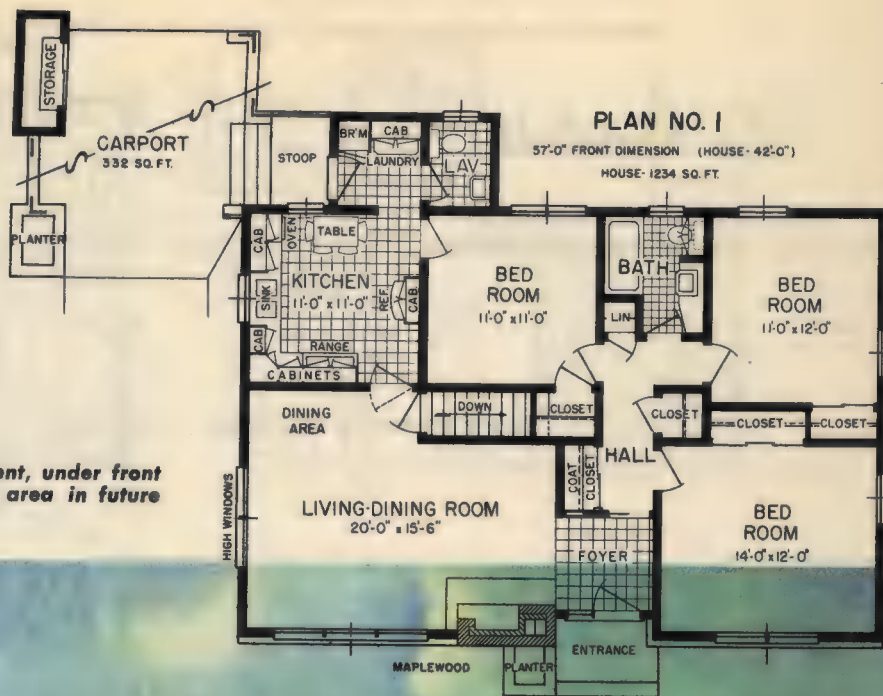 PLAN NO. 1
57'-0" FRONT DIMENSION (HOUSE - 42'-0")
HOUSE - 1234 SQ. FT.
STORAGE
CARPORT
332 SQ. FT.
PLANTER
STOOP
BR'M
CAB
LAUNDRY
LAV
CAB
OVEN
TABLE
KITCHEN
11'-0" x 11'-0"
SINK
REF.
CAB.
CAB
RANGE
CABINETS
BED
ROOM
11'-0" x 11'-0"
BATH
LIN
BED
ROOM
11'-0" x 12'-0"
DINING
AREA
DOWN
CLOSET
CLOSET
CLOSET
CLOSET
HALL
COAT
CLOSET
ent, under front
area in future
HIGH WINDOWS
LIVING-DINING ROOM
20'-0" x 15'-6"
FOYER
BED
ROOM
14'-0" x 12'-0"
MAPLEWOOD
PLANTER
ENTRANCE